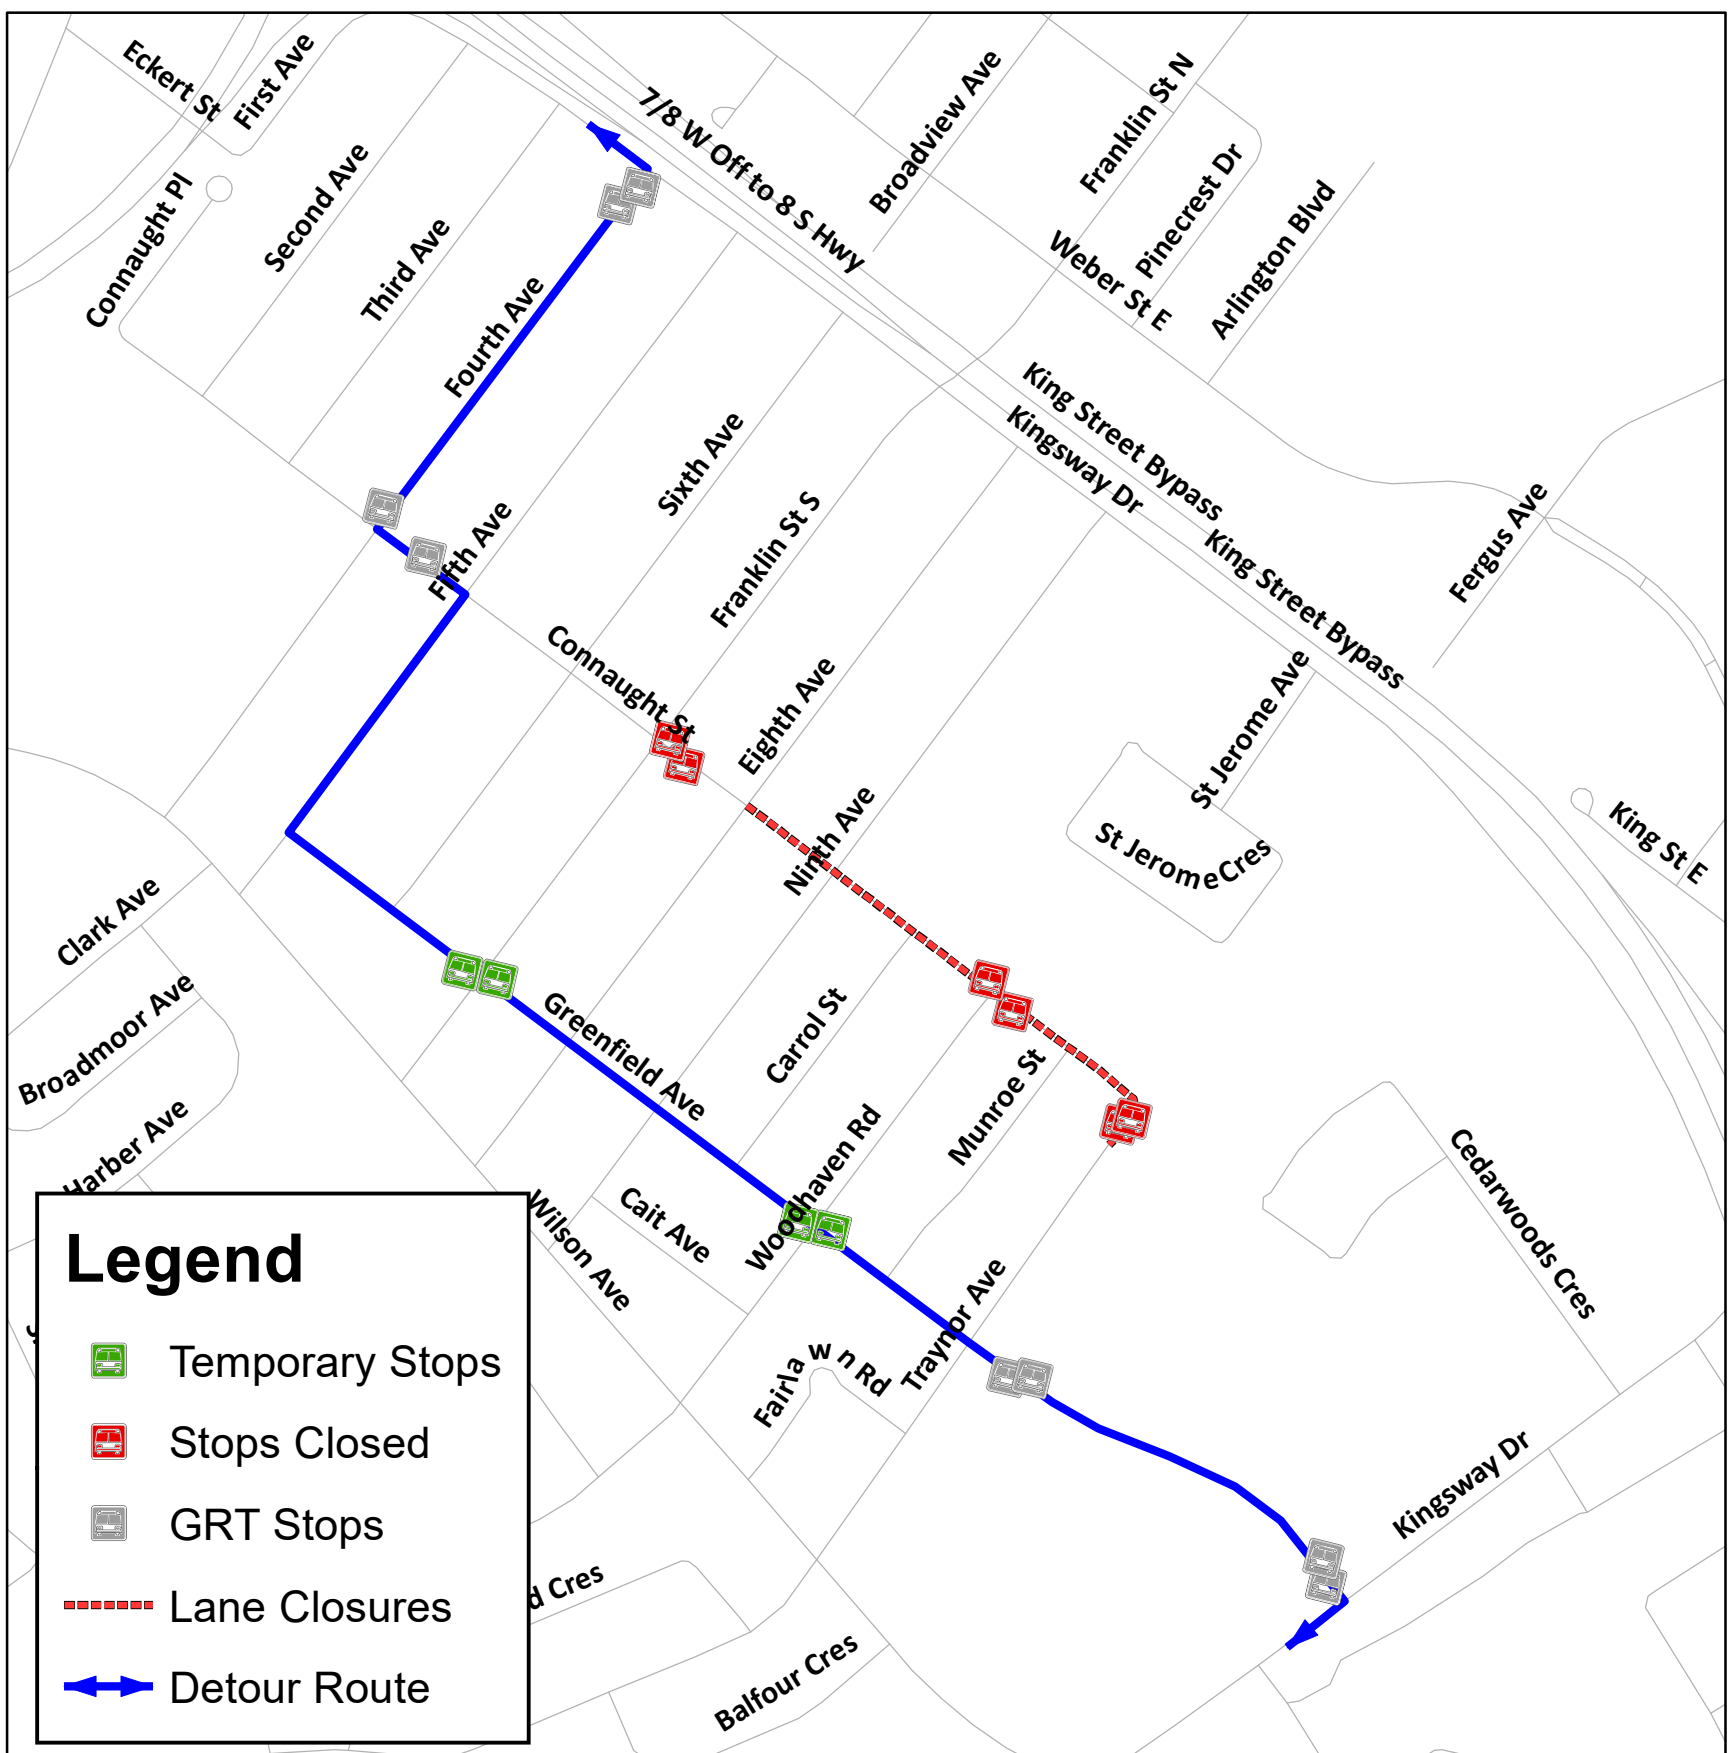 Eckert St
First Ave
7/8 W Off to 8 S Hwy
Broadview Ave
Franklin St N
Pinecrest Dr
Arlington Blvd
Weber St E
Connaught Pl
Second Ave
Third Ave
Fourth Ave
Fifth Ave
Sixth Ave
Franklin St S
King Street Bypass
Kingsway Dr
King Street Bypass
Fergus Ave
Connaught St
Eighth Ave
Ninth Ave
St Jerome Ave
St Jerome Cres
King St E
Clark Ave
Broadmoor Ave
Harber Ave
Greenfield Ave
Carrol St
Munroe St
Woodhaven Rd
Cait Ave
Wilson Ave
Traynor Ave
Fairlawn Rd
Cedarwoods Cres
Kingsway Dr
d Cres
Balfour Cres
Legend
Temporary Stops
Stops Closed
GRT Stops
Lane Closures
Detour Route